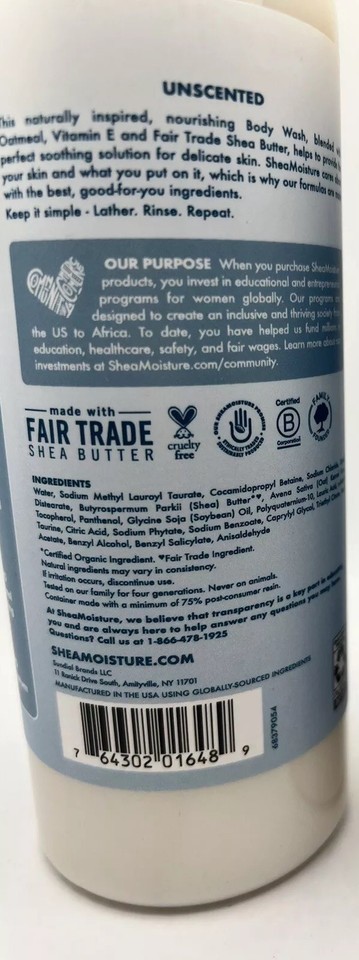 UNSCENTED
This naturally inspired, nourishing Body Wash, blended
Oatmeal, Vitamin E and Fair Trade Shea Butter, helps to provide
perfect soothing solution for delicate skin. SheaMoisture cares
your skin and what you put on it, which is why our formulas are
with the best, good-for-you ingredients.
Keep it simple - Lather. Rinse. Repeat.
COMMUNITY COMMERCE
OUR PURPOSE When you purchase SheaMoisture
products, you invest in educational and
programs for women globally. Our programs
designed to create an inclusive and thriving society
the US to Africa. To date, you have helped us fund
education, healthcare, safety, and fair wages. Learn more about
investments at SheaMoisture.com/community.
made with
FAIR TRADE
SHEA BUTTER
cruelty
free
Certified
B
Corporation
FAMILY
FOUNDED
INGREDIENTS
Water, Sodium Methyl Lauroyl Taurate, Cocamidopropyl Betaine, Sodium Chloride,
Distearate, Butyrospermum Parkii (Shea) Butter*♥, Avena Sativa (Oat)
Tocopherol, Panthenol, Glycine Soja (Soybean) Oil, Polyquaternium-10,
Taurine, Citric Acid, Sodium Phytate, Sodium Benzoate, Caprylyl Glycol,
Acetate, Benzyl Alcohol, Benzyl Salicylate, Anisaldehyde
*Certified Organic Ingredient. ♥Fair Trade Ingredient.
Natural ingredients may vary in consistency.
If irritation occurs, discontinue use.
Tested on our family for four generations. Never on animals.
Container made with a minimum of 75% post-consumer resin.
At SheaMoisture, we believe that transparency is a key part
you and are always here to help answer any questions you
Questions? Call us at 1-866-478-1925
SHEAMOISTURE.COM
Sundial Brands LLC
11 Ranick Drive South, Amityville, NY 11701
MANUFACTURED IN THE USA USING GLOBALLY-SOURCED INGREDIENTS
7 64302 01648 9
68379054